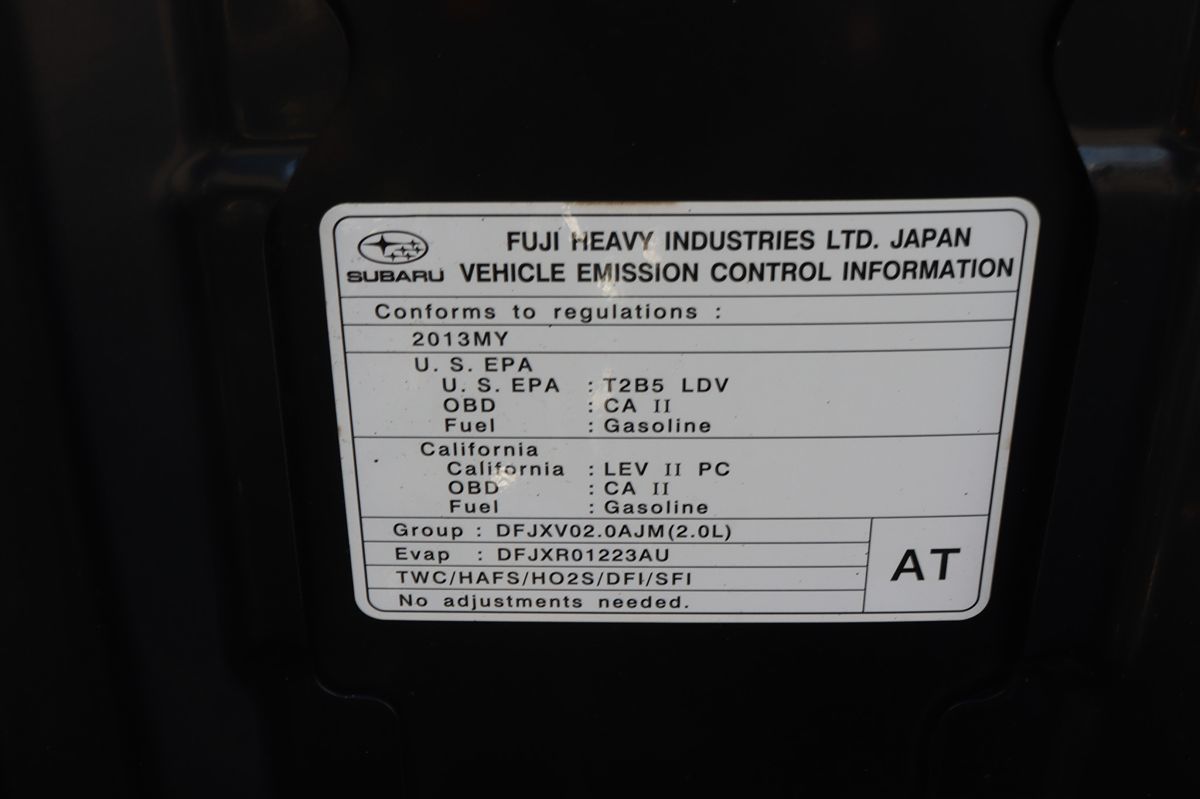 FUJI HEAVY INDUSTRIES LTD. JAPAN
SUBARU VEHICLE EMISSION CONTROL INFORMATION
Conforms to regulations :
2013MY
U. S. EPA
U. S. EPA : T2B5 LDV
OBD : CA II
Fuel : Gasoline
California
California : LEV II PC
OBD : CA II
Fuel : Gasoline
Group : DFJXV02.0AJM(2.0L)
Evap : DFJXR01223AU
AT
TWC/HAFS/HO2S/DFI/SFI
No adjustments needed.